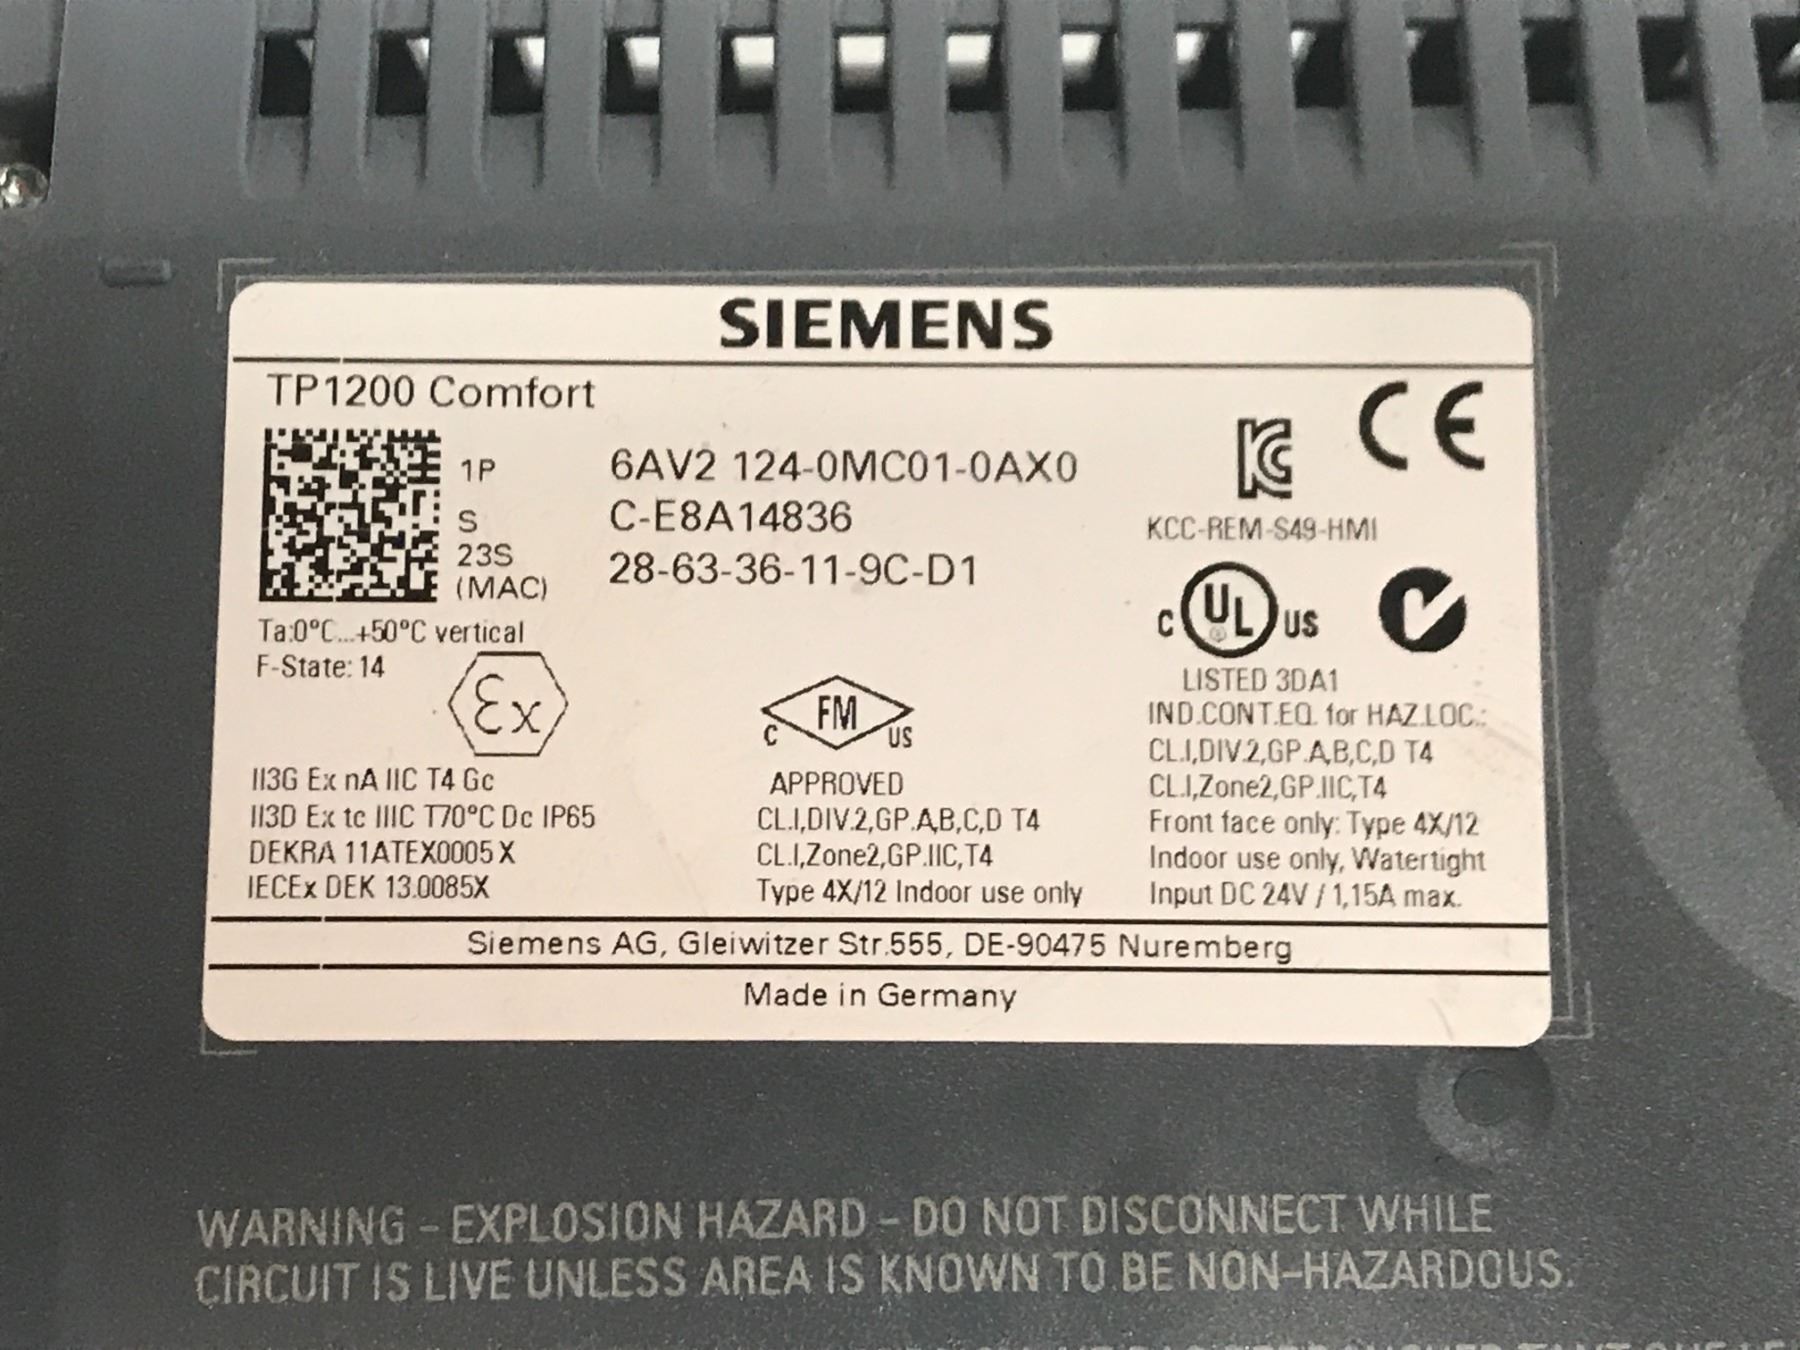 SIEMENS
TP1200 Comfort
1P 6AV2 124-0MC01-0AX0
S C-E8A14836
23S
(MAC) 28-63-36-11-9C-D1
Ta:0°C...+50°C vertical
F-State: 14
Ex
II3G Ex nA IIC T4 Gc
II3D Ex tc IIIC T70°C Dc IP65
DEKRA 11ATEX0005 X
IECEx DEK 13.0085X
C FM US
APPROVED
CL.I,DIV.2,GP.A,B,C,D T4
CL.I,Zone2,GP.IIC,T4
Type 4X/12 Indoor use only
CE
KCC-REM-S49-HMI
C UL US
LISTED 3DA1
IND.CONT.EQ. for HAZ.LOC.:
CL.I,DIV.2,GP.A,B,C,D T4
CL.I,Zone2,GP.IIC,T4
Front face only: Type 4X/12
Indoor use only, Watertight
Input DC 24V / 1,15A max.
Siemens AG, Gleiwitzer Str.555, DE-90475 Nuremberg
Made in Germany
WARNING – EXPLOSION HAZARD – DO NOT DISCONNECT WHILE
CIRCUIT IS LIVE UNLESS AREA IS KNOWN TO BE NON–HAZARDOUS.